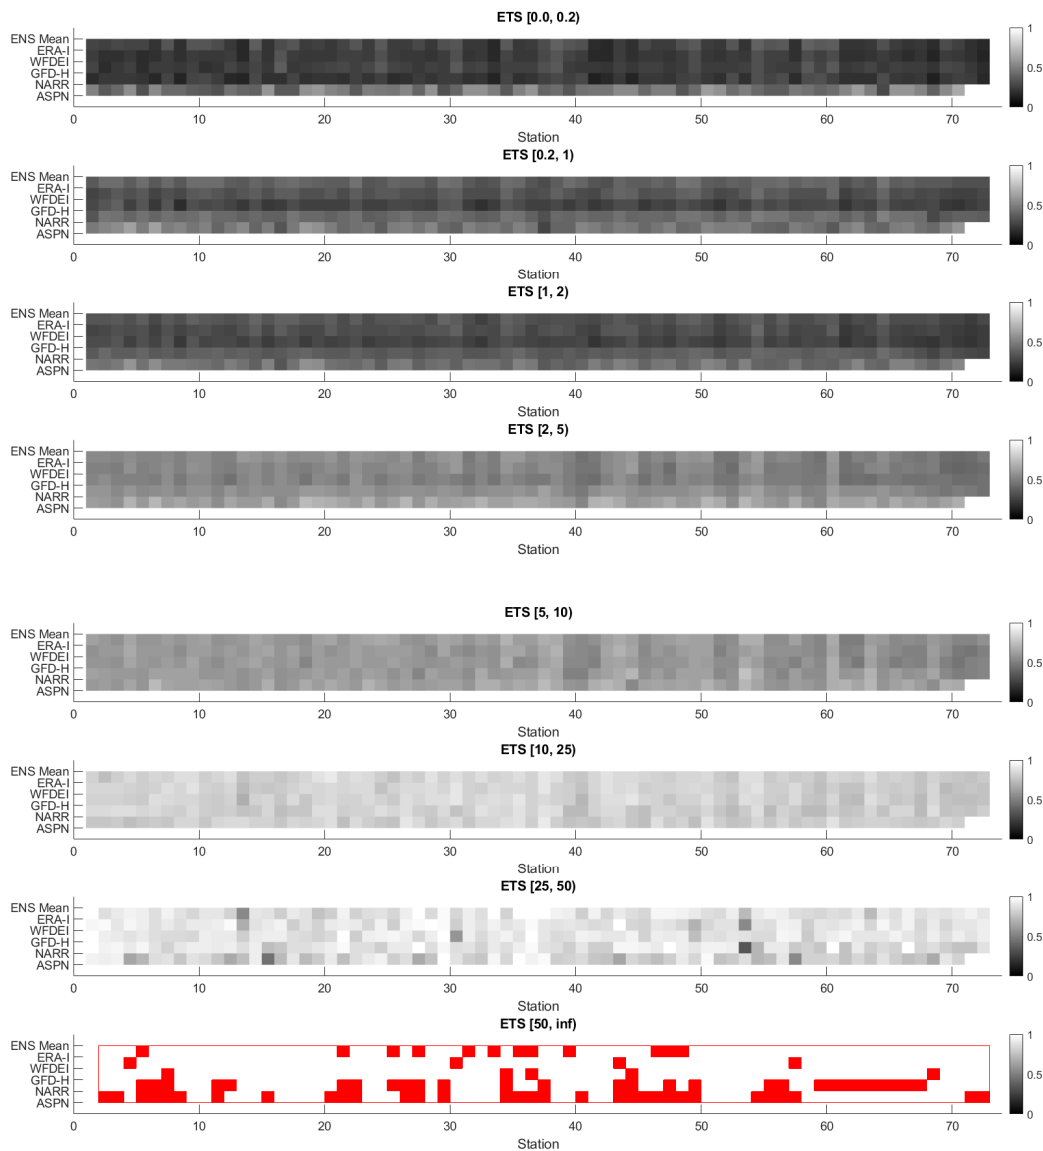 ETS [0.0, 0.2)
ENS Mean
ERA-I
WFDEI
GFD-H
NARR
ASPN
1
0.5
0
0 10 20 30 40 50 60 70
Station
ETS [0.2, 1)
ENS Mean
ERA-I
WFDEI
GFD-H
NARR
ASPN
1
0.5
0
0 10 20 30 40 50 60 70
Station
ETS [1, 2)
ENS Mean
ERA-I
WFDEI
GFD-H
NARR
ASPN
1
0.5
0
0 10 20 30 40 50 60 70
Station
ETS [2, 5)
ENS Mean
ERA-I
WFDEI
GFD-H
NARR
ASPN
1
0.5
0
0 10 20 30 40 50 60 70
Station
ETS [5, 10)
ENS Mean
ERA-I
WFDEI
GFD-H
NARR
ASPN
1
0.5
0
0 10 20 30 40 50 60 70
Station
ETS [10, 25)
ENS Mean
ERA-I
WFDEI
GFD-H
NARR
ASPN
1
0.5
0
0 10 20 30 40 50 60 70
Station
ETS [25, 50)
ENS Mean
ERA-I
WFDEI
GFD-H
NARR
ASPN
1
0.5
0
0 10 20 30 40 50 60 70
Station
ETS [50, inf)
ENS Mean
ERA-I
WFDEI
GFD-H
NARR
ASPN
1
0.5
0
0 10 20 30 40 50 60 70
Station